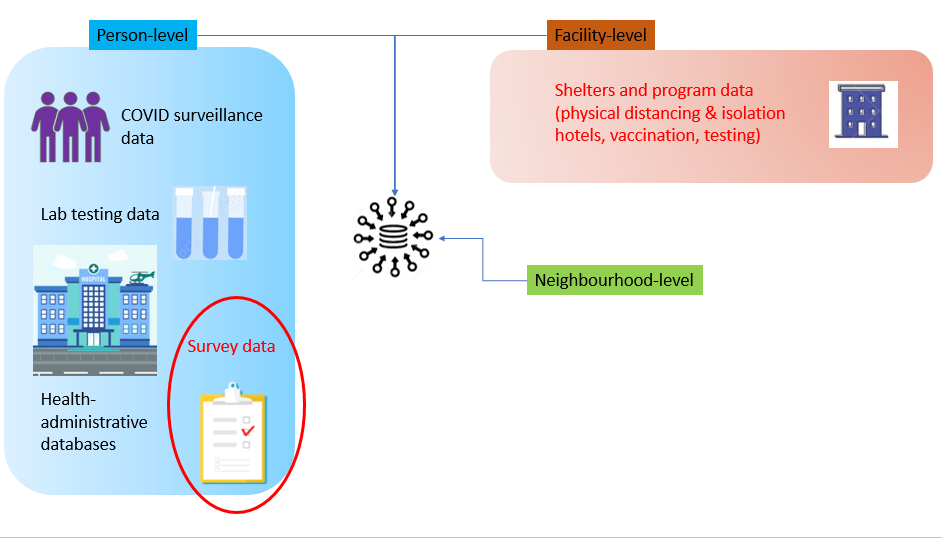 Person-level
Facility-level
COVID surveillance
data
Shelters and program data
(physical distancing & isolation
hotels, vaccination, testing)
Lab testing data
HOSPITAL
Neighbourhood-level
Survey data
Health-
administrative
databases